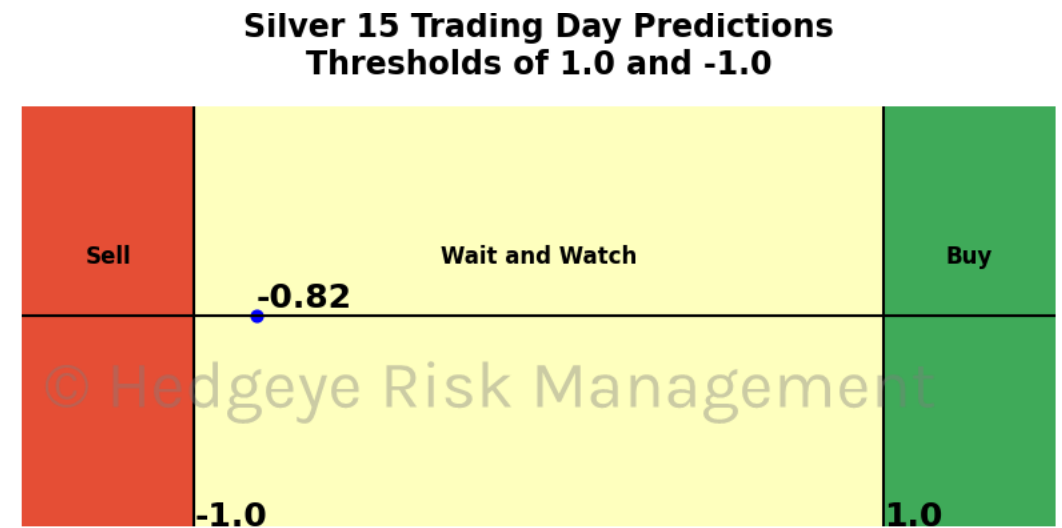 Silver 15 Trading Day Predictions
Thresholds of 1.0 and -1.0
Sell
Wait and Watch
Buy
-0.82
© Hedgeye Risk Management
-1.0
1.0